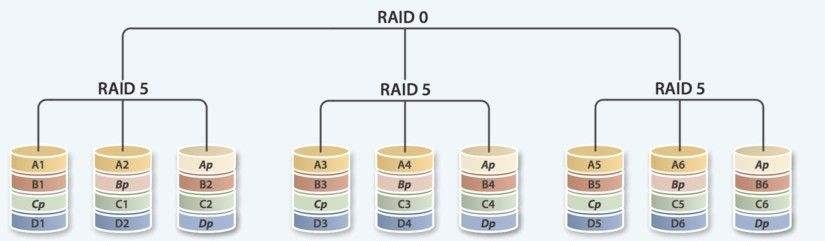 RAID 0
RAID 5 RAID 5 RAID 5
A1 A2 Ap A3 A4 Ap A5 A6 Ap
B1 Bp B2 B3 Bp B4 B5 Bp B6
Cp C1 C2 Cp C3 C4 Cp C5 C6
D1 D2 Dp D3 D4 Dp D5 D6 Dp